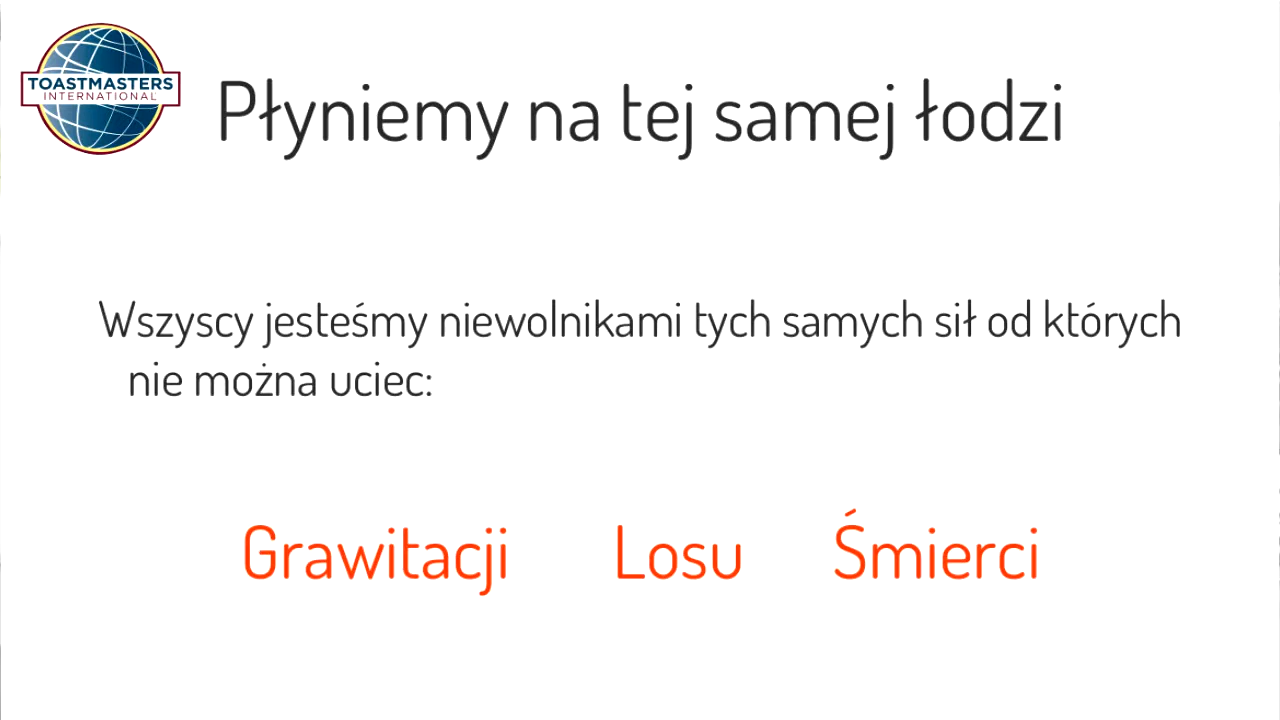 TOASTMASTERS
INTERNATIONAL
Płyniemy na tej samej łodzi
Wszyscy jesteśmy niewolnikami tych samych sił od których
nie można uciec:
Grawitacji Losu Śmierci